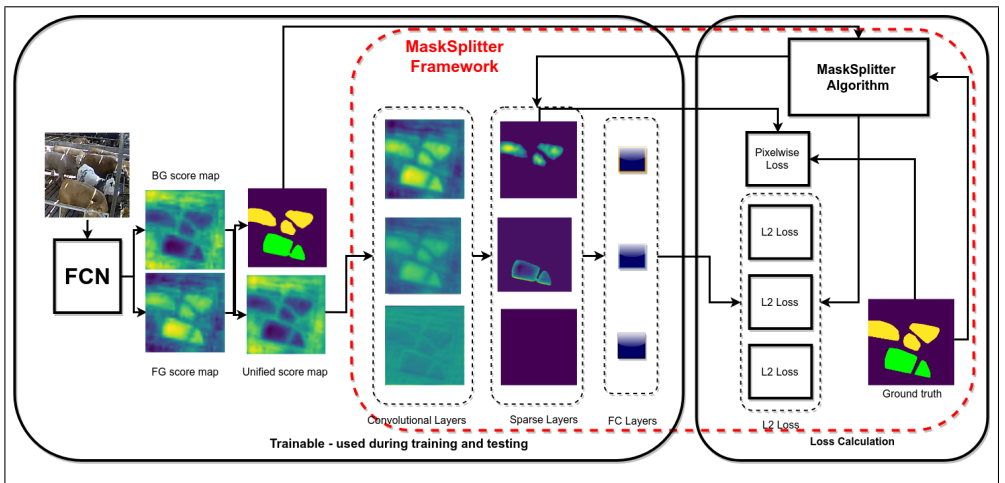 MaskSplitter
Framework
MaskSplitter
Algorithm
Pixelwise
Loss
BG score map
FCN
L2 Loss
L2 Loss
L2 Loss
FG score map
Unified score map
Ground truth
Convolutional Layers
Sparse Layers
FC Layers
L2 Loss
Trainable - used during training and testing
Loss Calculation